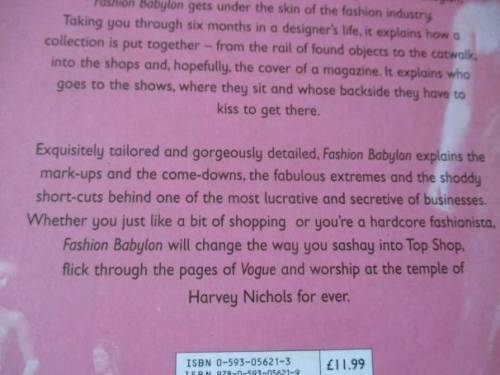 Fashion Babylon gets under the skin of the fashion industry
Taking you through six months in a designer's life, it explains how a
collection is put together – from the rail of found objects to the catwalk,
into the shops and, hopefully, the cover of a magazine. It explains who
goes to the shows, where they sit and whose backside they have to
kiss to get there.
Exquisitely tailored and gorgeously detailed, Fashion Babylon explains the
mark-ups and the come-downs, the fabulous extremes and the shoddy
short-cuts behind one of the most lucrative and secretive of businesses.
Whether you just like a bit of shopping or you're a hardcore fashionista,
Fashion Babylon will change the way you sashay into Top Shop,
flick through the pages of Vogue and worship at the temple of
Harvey Nichols for ever.
ISBN 0-593-05621-3
£11.99
ISBN 978-0-593-05621-9